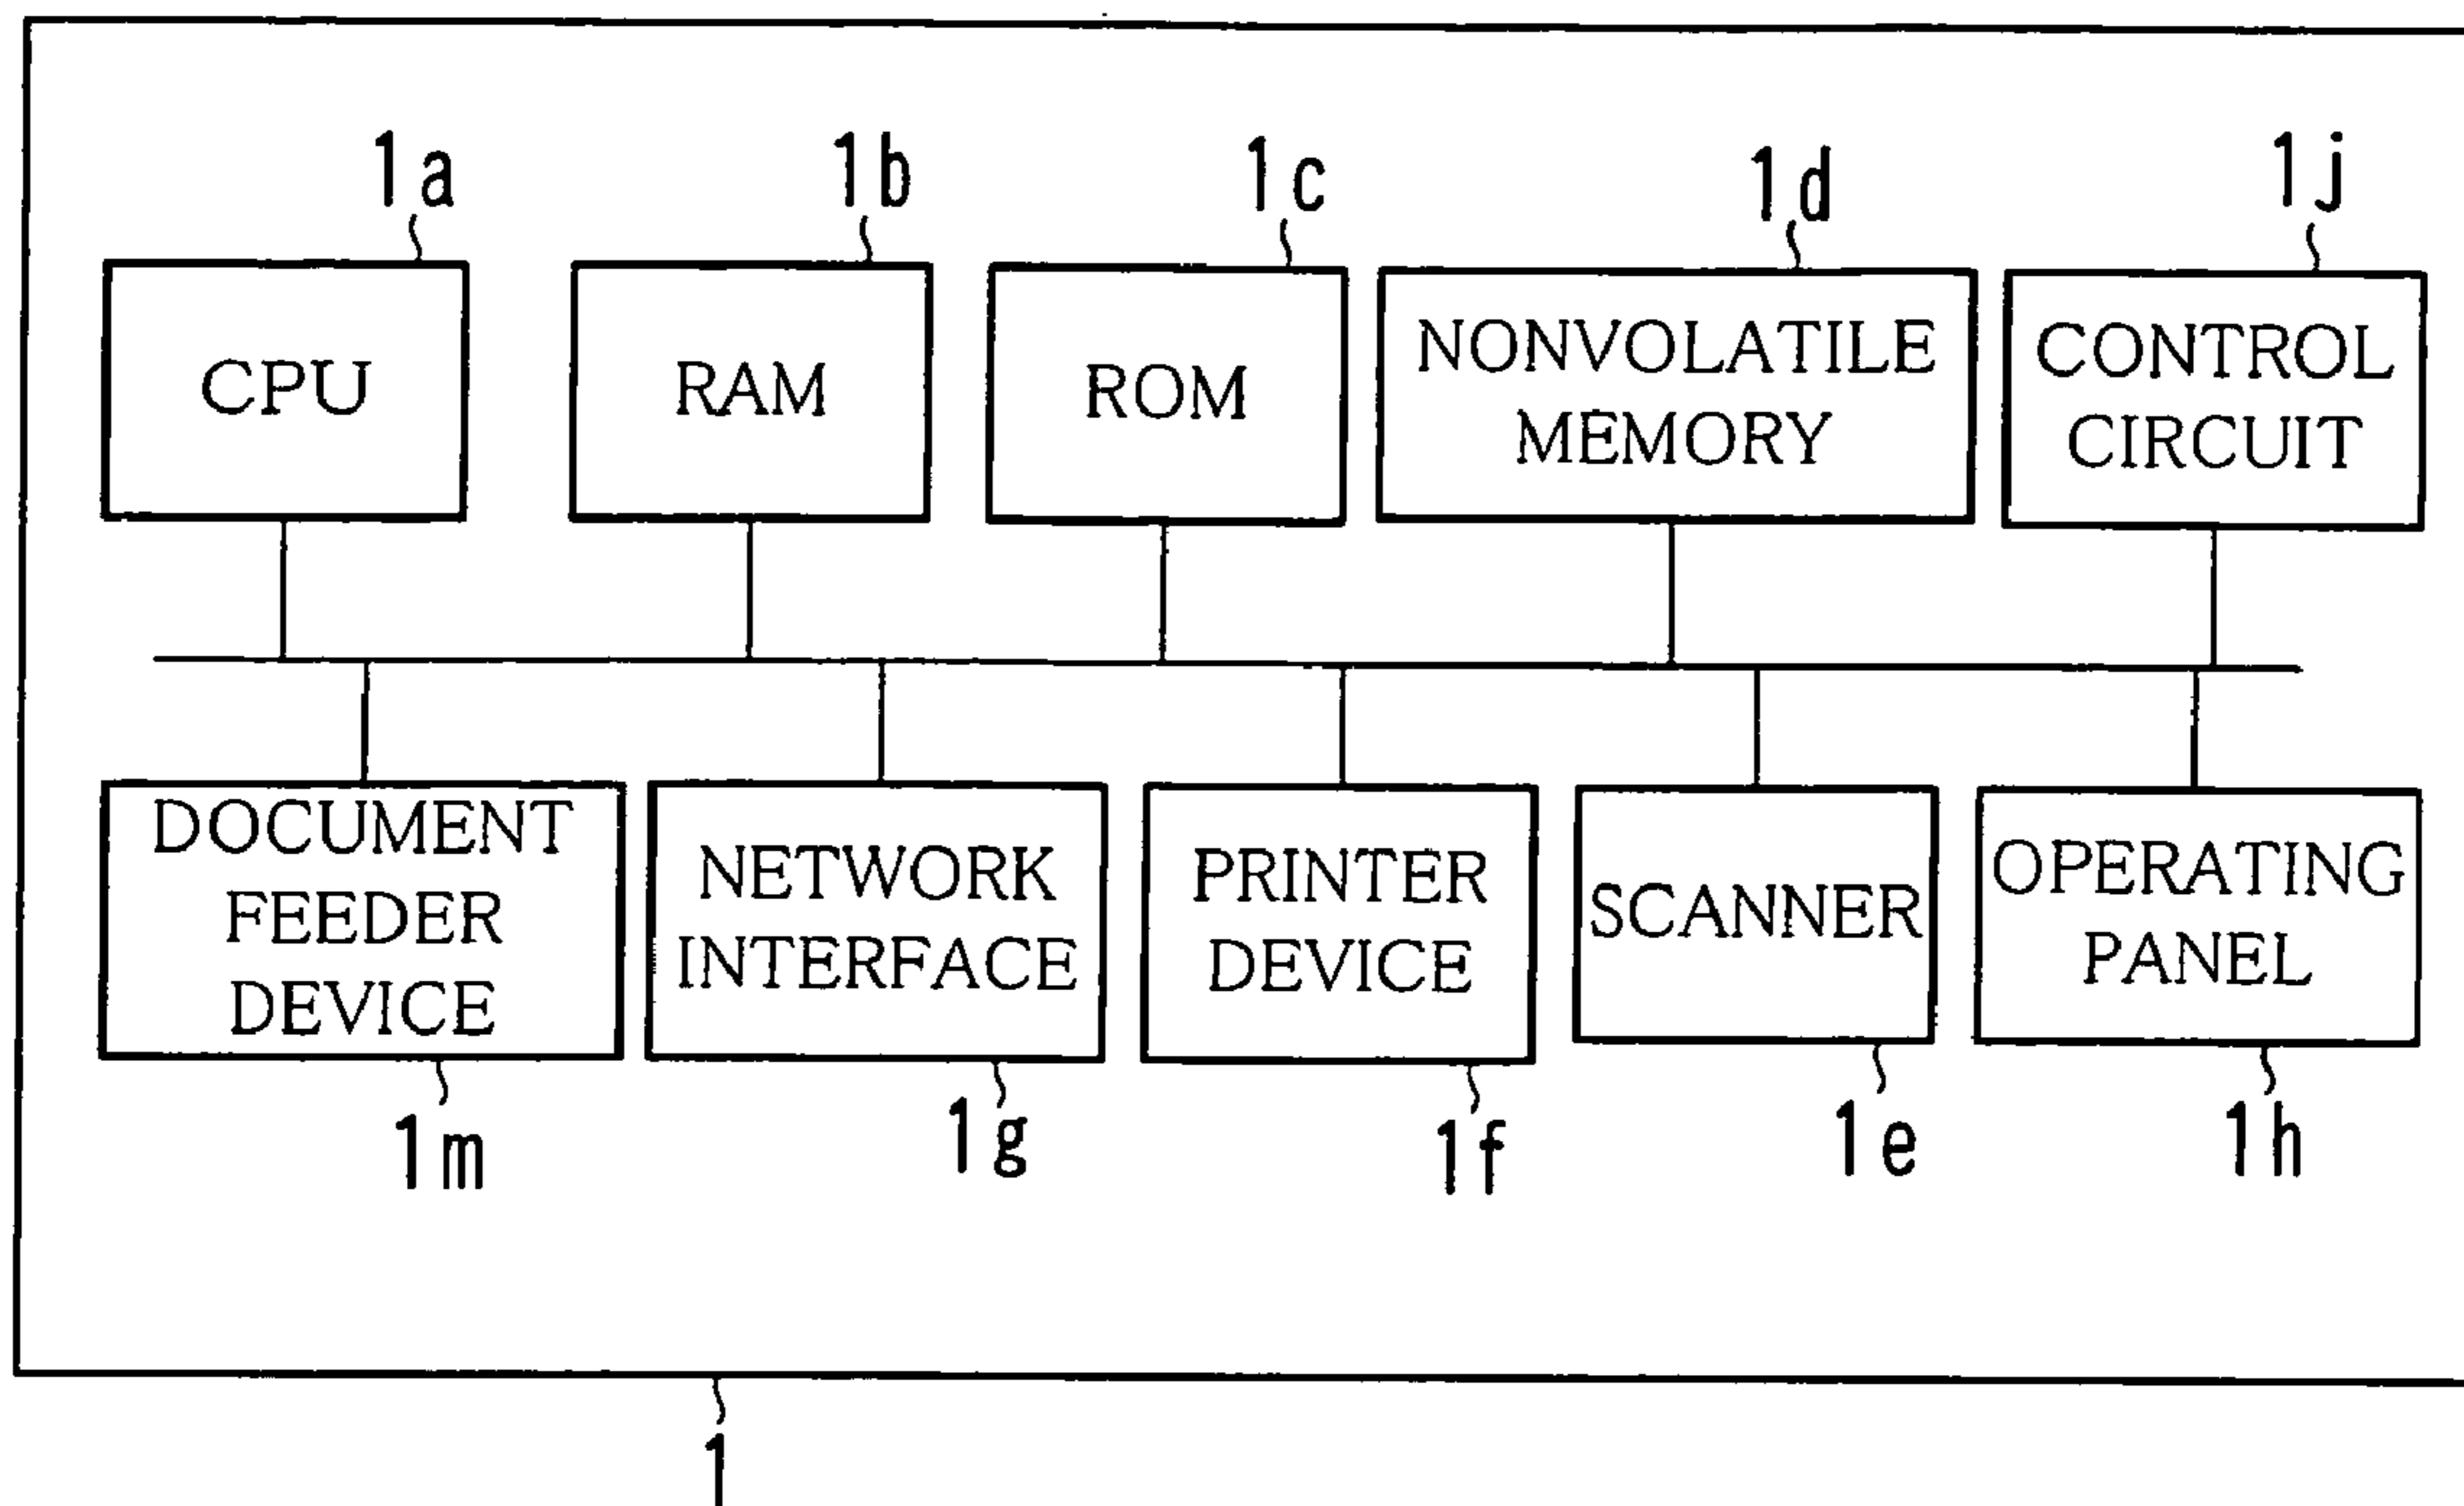 1a 1b 1c 1d 1j
CPU
RAM
ROM
NONVOLATILE
MEMORY
CONTROL
CIRCUIT
DOCUMENT
FEEDER
DEVICE
NETWORK
INTERFACE
PRINTER
DEVICE
SCANNER
OPERATING
PANEL
1m 1g 1f 1e 1h
1